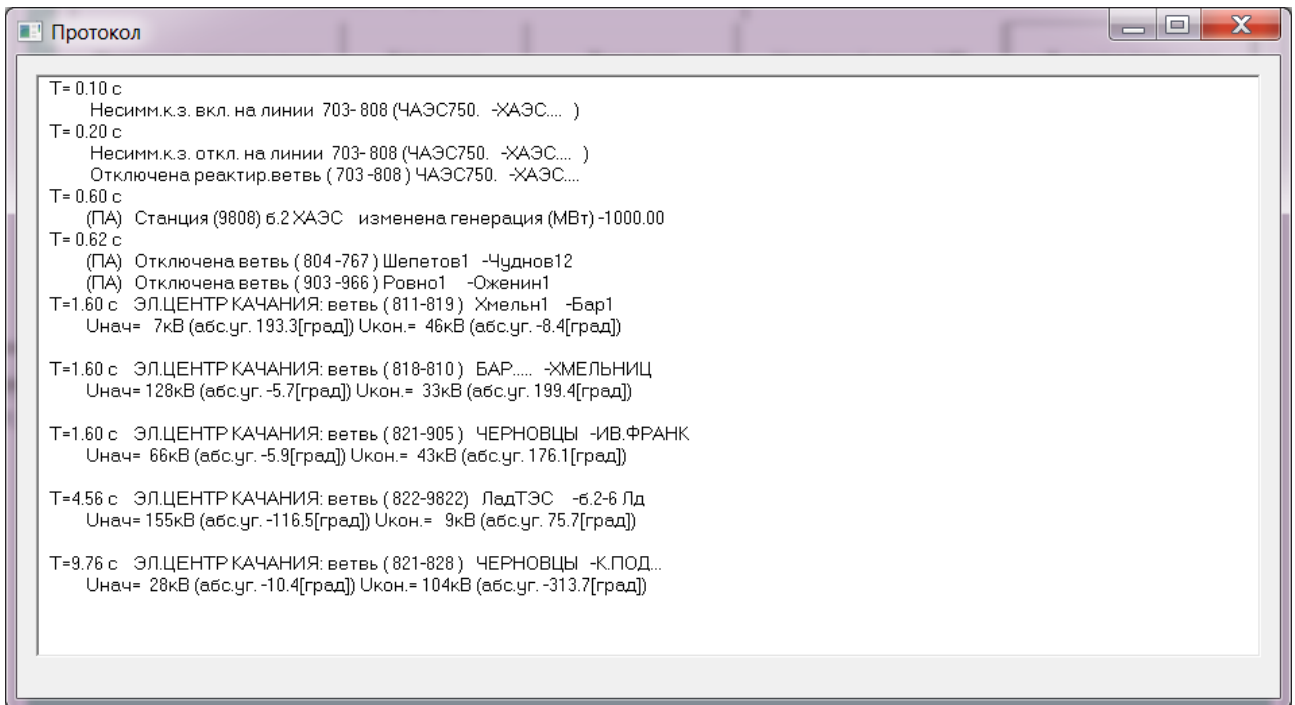 Протокол
T= 0.10 с
Несимм.к.з. вкл. на линии 703- 808 (ЧАЭС750. -ХАЭС.... )
T= 0.20 с
Несимм.к.з. откл. на линии 703- 808 (ЧАЭС750. -ХАЭС.... )
Отключена реактир.ветвь ( 703 -808 ) ЧАЭС750. -ХАЭС....
T= 0.60 с
(ПА) Станция (9808) б.2 ХАЭС изменена генерация (МВт) -1000.00
T= 0.62 с
(ПА) Отключена ветвь ( 804 -767 ) Шепетов1 -Чуднов12
(ПА) Отключена ветвь ( 903 -966 ) Ровно1 -Оженин1
T=1.60 с ЭЛ.ЦЕНТР КАЧАНИЯ: ветвь ( 811-819 ) Хмельн1 -Бар1
Uнач= 7кВ (абс.уг. 193.3[град]) Uкон.= 46кВ (абс.уг. -8.4[град])
T=1.60 с ЭЛ.ЦЕНТР КАЧАНИЯ: ветвь ( 818-810 ) БАР..... -ХМЕЛЬНИЦ
Uнач= 128кВ (абс.уг. -5.7[град]) Uкон.= 33кВ (абс.уг. 199.4[град])
T=1.60 с ЭЛ.ЦЕНТР КАЧАНИЯ: ветвь ( 821-905 ) ЧЕРНОВЦЫ -ИВ.ФРАНК
Uнач= 66кВ (абс.уг. -5.9[град]) Uкон.= 43кВ (абс.уг. 176.1[град])
T=4.56 с ЭЛ.ЦЕНТР КАЧАНИЯ: ветвь ( 822-9822) ЛадТЭС -б.2-6 Лд
Uнач= 155кВ (абс.уг. -116.5[град]) Uкон.= 9кВ (абс.уг. 75.7[град])
T=9.76 с ЭЛ.ЦЕНТР КАЧАНИЯ: ветвь ( 821-828 ) ЧЕРНОВЦЫ -К.ПОД...
Uнач= 28кВ (абс.уг. -10.4[град]) Uкон.= 104кВ (абс.уг. -313.7[град])